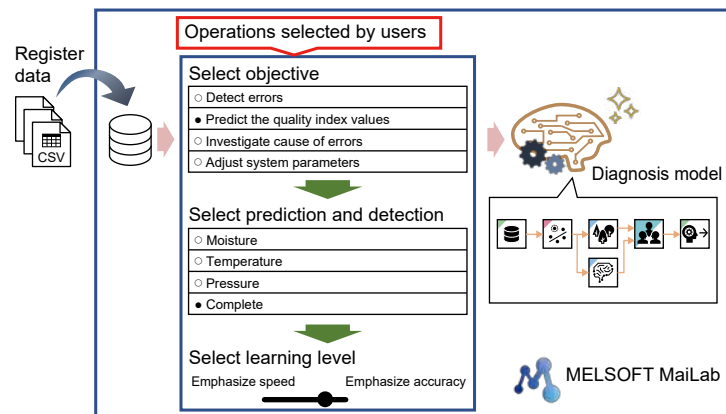 Operations selected by users
Register
data
CSV
Select objective
○ Detect errors
● Predict the quality index values
○ Investigate cause of errors
○ Adjust system parameters
Select prediction and detection
○ Moisture
○ Temperature
○ Pressure
● Complete
Select learning level
Emphasize speed
Emphasize accuracy
Diagnosis model
MELSOFT MaiLab